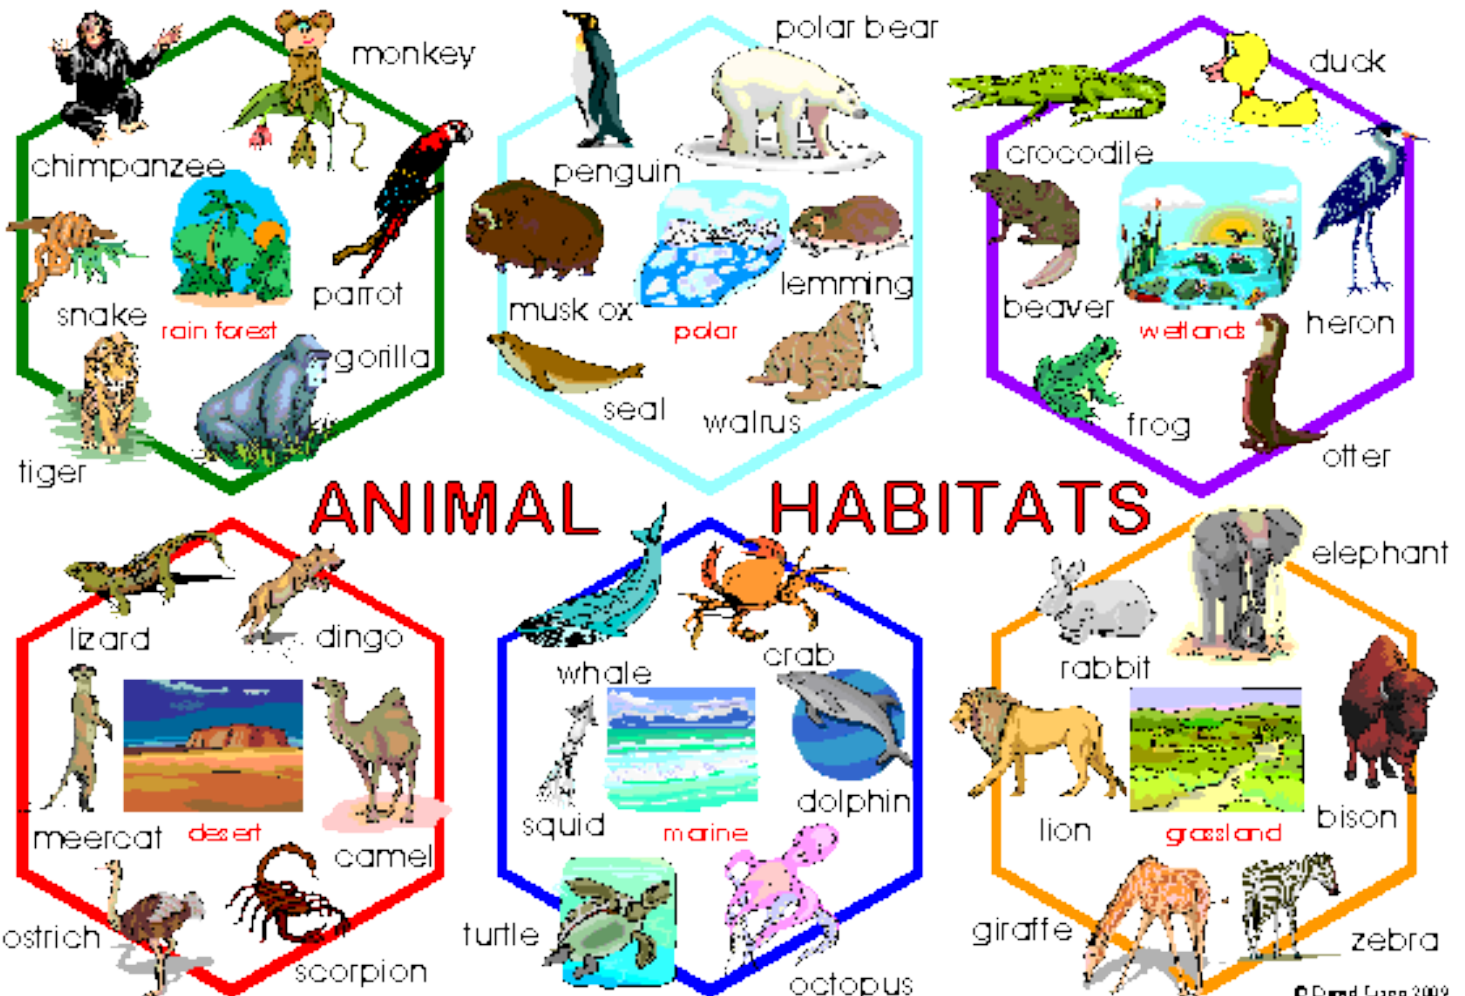 monkey
chimpanzee
snake
parrot
rain forest
gorilla
tiger
polar bear
penguin
lemming
musk ox
polar
seal
walrus
duck
crocodile
beaver
heron
wetlands
frog
otter
ANIMAL HABITATS
lizard
dingo
meercat
desert
camel
ostrich
scorpion
whale
crab
squid
dolphin
marine
turtle
octopus
elephant
rabbit
lion
bison
grassland
giraffe
zebra